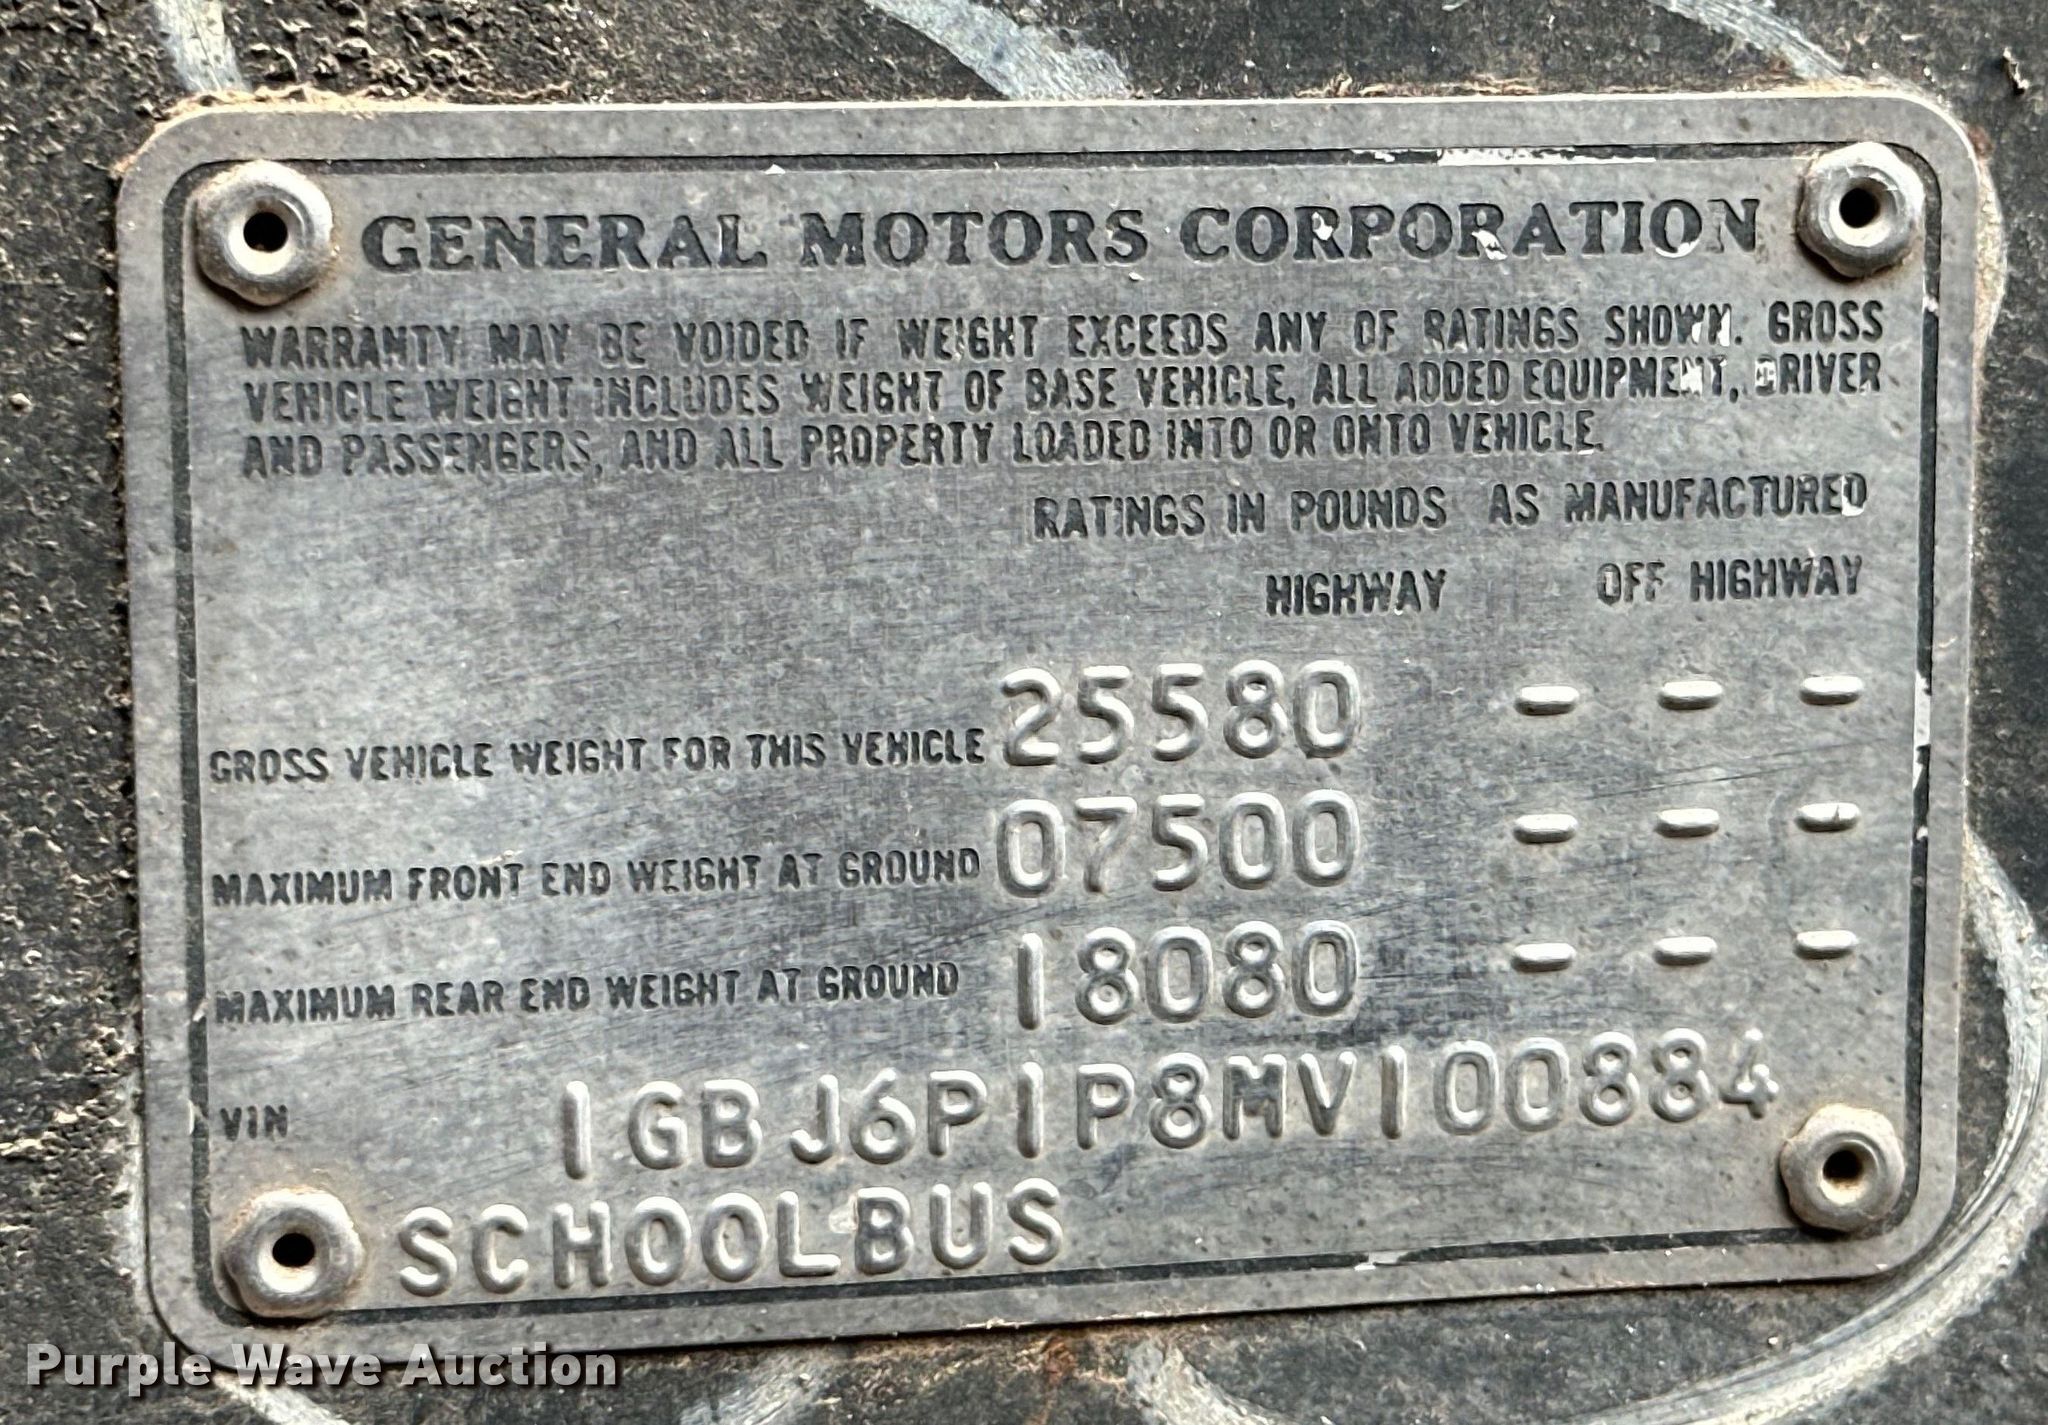 GENERAL MOTORS CORPORATION
WARRANTY MAY BE VOIDED IF WEIGHT EXCEEDS ANY OF RATINGS SHOWN. GROSS
VEHICLE WEIGHT INCLUDES WEIGHT OF BASE VEHICLE, ALL ADDED EQUIPMENT, DRIVER
AND PASSENGERS, AND ALL PROPERTY LOADED INTO OR ONTO VEHICLE.
RATINGS IN POUNDS AS MANUFACTURED
HIGHWAY OFF HIGHWAY
GROSS VEHICLE WEIGHT FOR THIS VEHICLE 25580 - - -
MAXIMUM FRONT END WEIGHT AT GROUND 07500 - - -
MAXIMUM REAR END WEIGHT AT GROUND 18080 - - -
VIN 1GBJ6P1P8MV100884
SCHOOLBUS
Purple Wave Auction